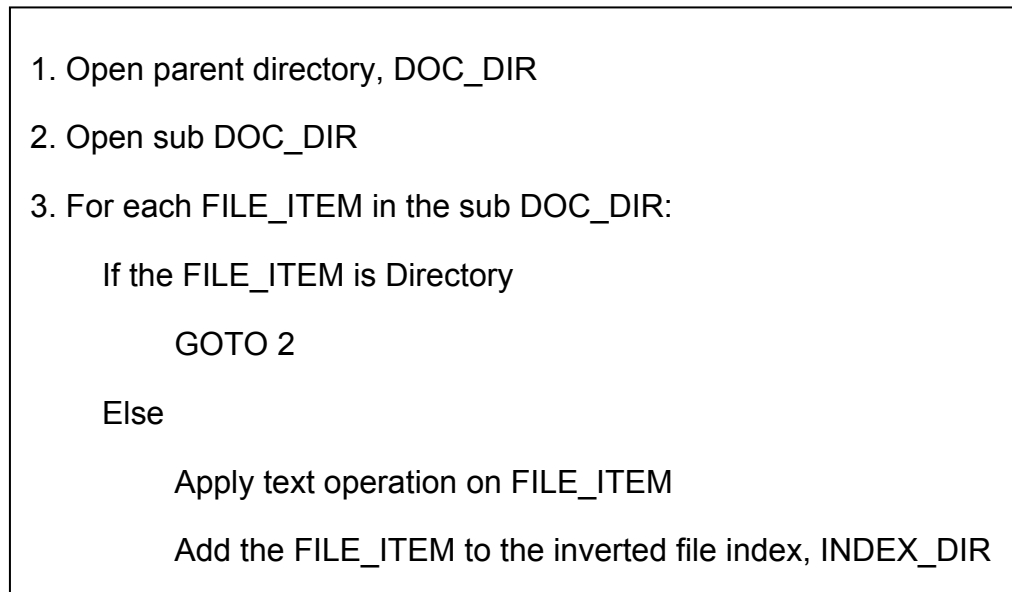 1. Open parent directory, DOC_DIR
2. Open sub DOC_DIR
3. For each FILE_ITEM in the sub DOC_DIR:
If the FILE_ITEM is Directory
GOTO 2
Else
Apply text operation on FILE_ITEM
Add the FILE_ITEM to the inverted file index, INDEX_DIR